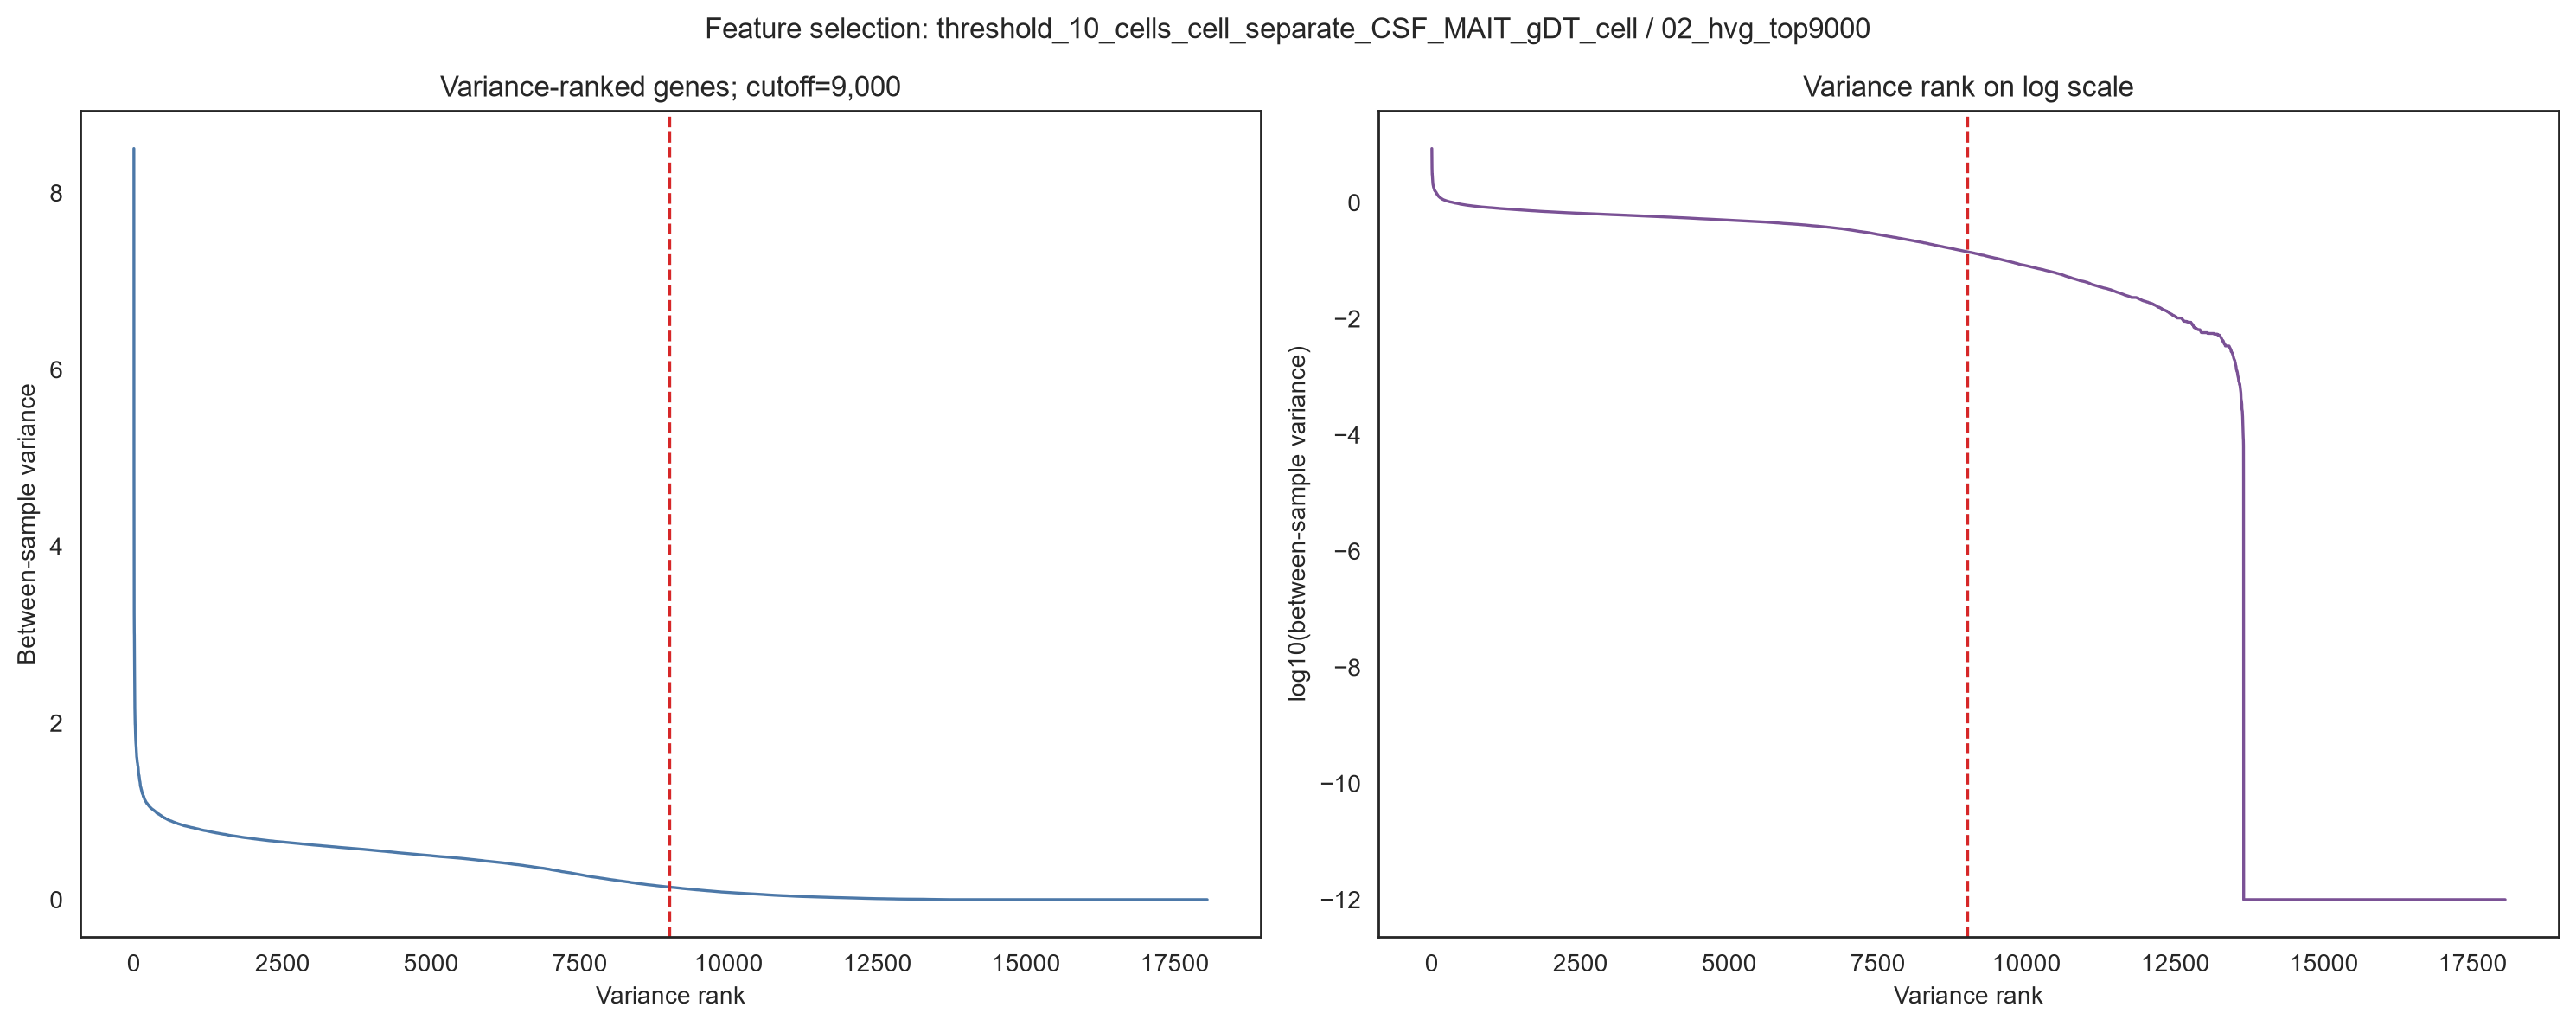 Feature selection: threshold_10_cells_cell_separate_CSF_MAIT_gDT_cell / 02_hvg_top9000
Variance-ranked genes; cutoff=9,000
Between-sample variance
8
6
4
2
0
0 2500 5000 7500 10000 12500 15000 17500
Variance rank
Variance rank on log scale
log10(between-sample variance)
0
−2
−4
−6
−8
−10
−12
0 2500 5000 7500 10000 12500 15000 17500
Variance rank